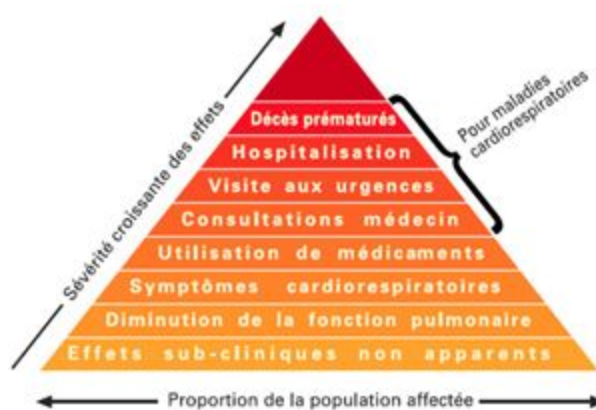 Décès prématurés
Hospitalisation
Visite aux urgences
Consultations médecin
Utilisation de médicaments
Symptômes cardiorespiratoires
Diminution de la fonction pulmonaire
Effets sub-cliniques non apparents
Sévérité croissante des effets
Pour maladies
cardiorespiratoires
Proportion de la population affectée